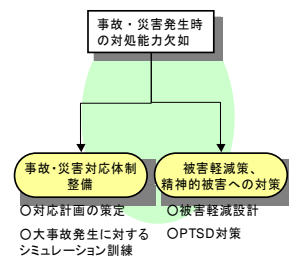 事故・災害発生時
の対処能力欠如
事故・災害対応体制
整備
○対応計画の策定
○大事故発生に対する
シミュレーション訓練
被害軽減策、
精神的被害への対策
○被害軽減設計
○PTSD対策